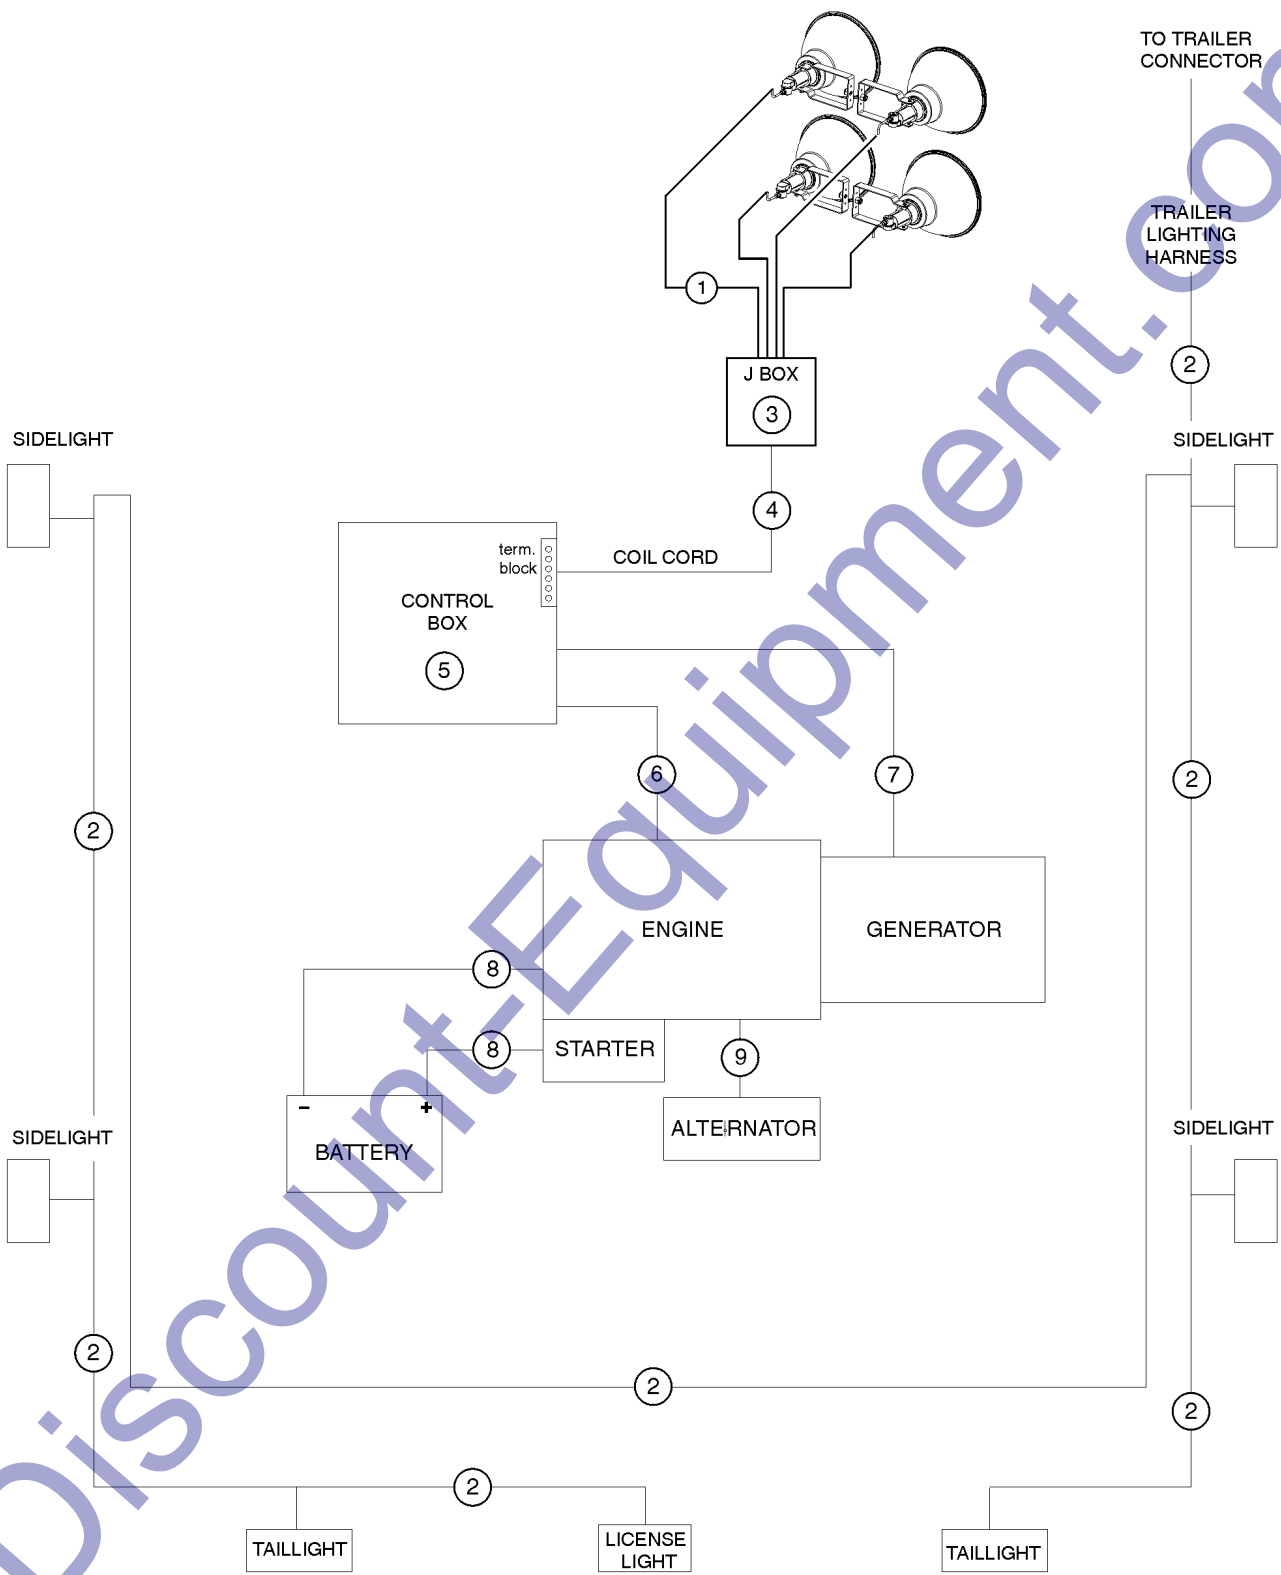 TO TRAILER
CONNECTOR
TRAILER
LIGHTING
HARNESS
1
2
J BOX
3
SIDELIGHT
SIDELIGHT
4
term.
block
COIL CORD
CONTROL
BOX
5
6
7
2
2
ENGINE
GENERATOR
8
8
STARTER
9
- +
BATTERY
ALTERNATOR
SIDELIGHT
SIDELIGHT
2
2
2
2
TAILLIGHT
LICENSE
LIGHT
TAILLIGHT
Discount-Equipment.com